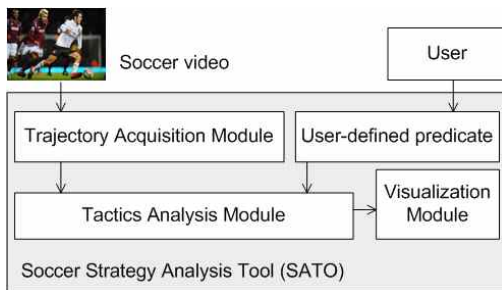 Soccer video
User
Trajectory Acquisition Module
User-defined predicate
Tactics Analysis Module
Visualization
Module
Soccer Strategy Analysis Tool (SATO)